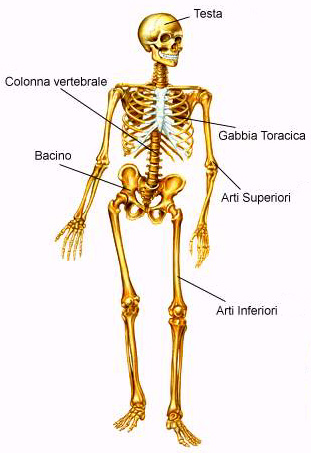 Testa
Colonna vertebrale
Gabbia Toracica
Bacino
Arti Superiori
Arti Inferiori